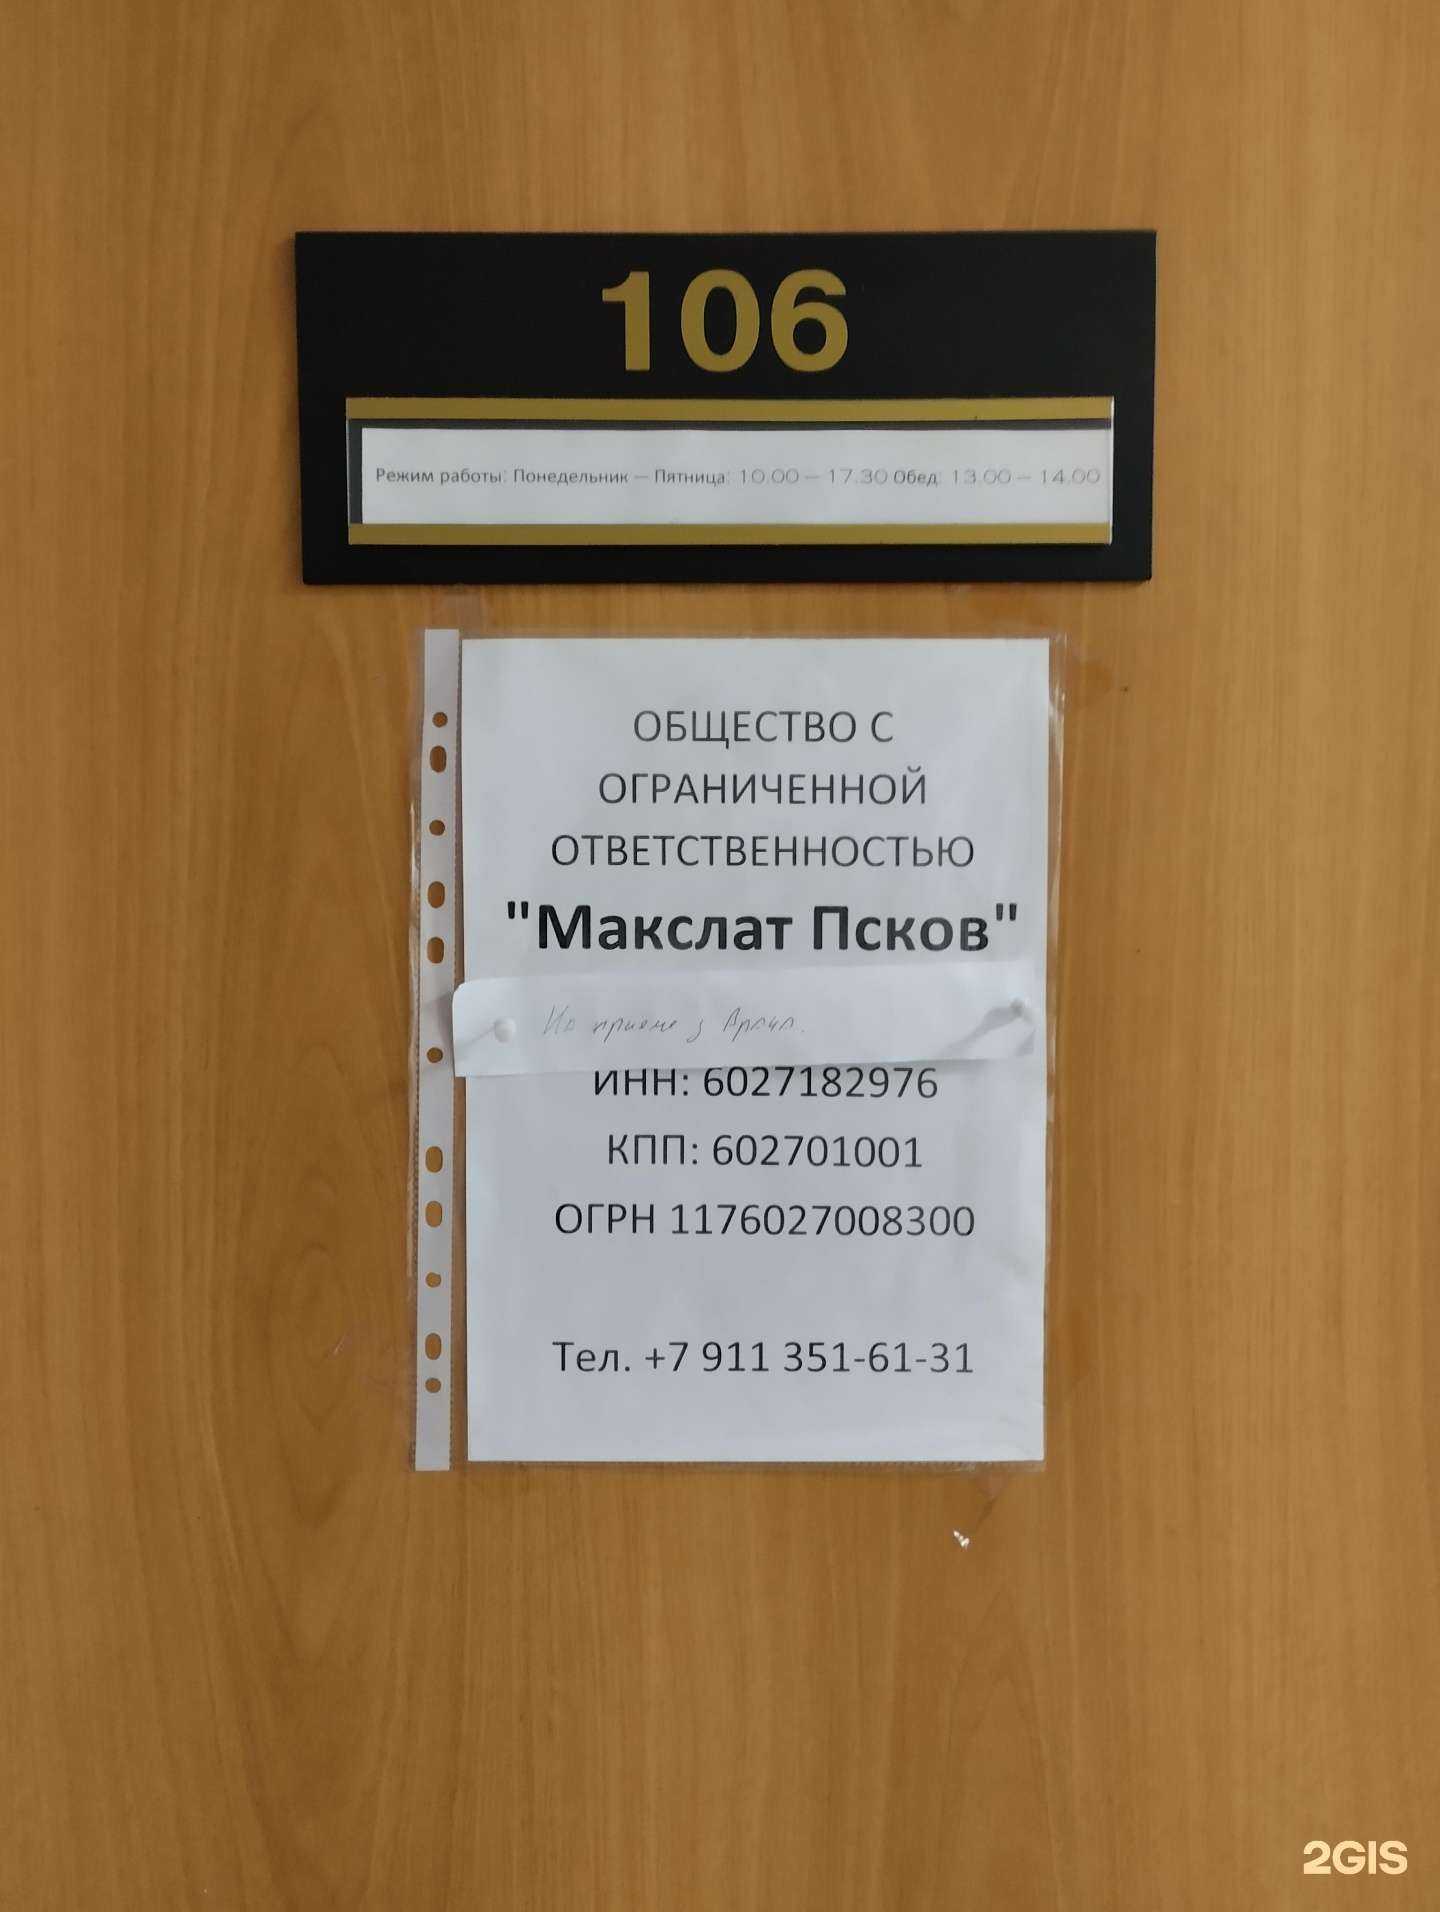 106
Режим работы: Понедельник – Пятница: 10.00 – 17.30 Обед: 13.00 – 14.00
ОБЩЕСТВО С
ОГРАНИЧЕННОЙ
ОТВЕТСТВЕННОСТЬЮ
"Макслат Псков"
ИНН: 6027182976
КПП: 602701001
ОГРН 1176027008300
Тел. +7 911 351-61-31
2GIS